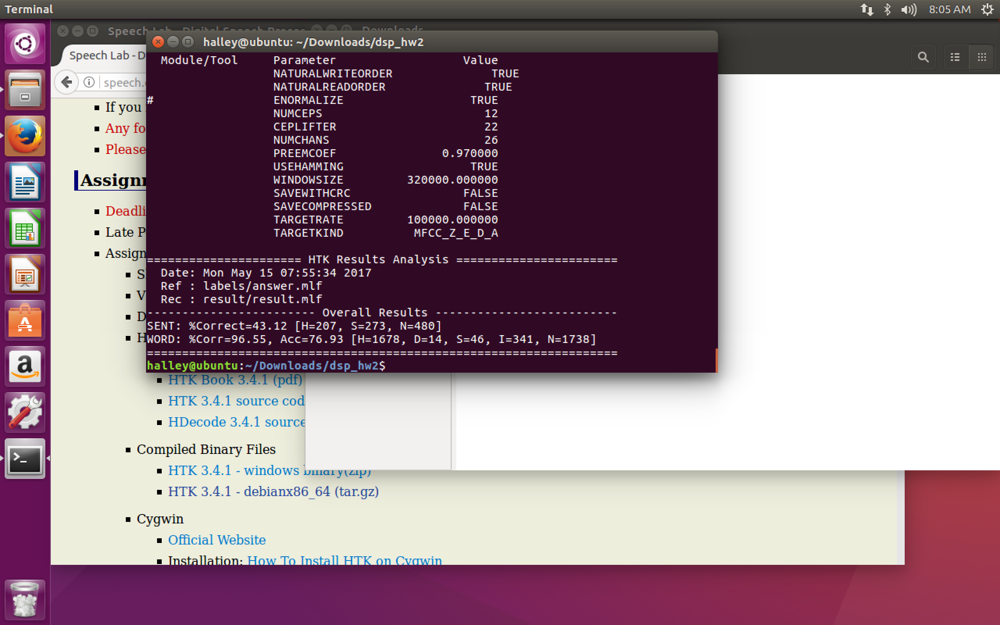 Terminal
8:05 AM
Speech Lab - Digital Speech Proces
Downloads
halley@ubuntu: ~/Downloads/dsp_hw2
Speech Lab - D
speech.
If you
Any fo
Please
Assign
Deadli
Late P
Assign
Module/Tool Parameter Value
NATURALWRITEORDER TRUE
NATURALREADORDER TRUE
# ENORMALIZE TRUE
NUMCEPS 12
CEPLIFTER 22
NUMCHANS 26
PREEMCOEF 0.970000
USEHAMMING TRUE
WINDOWSIZE 320000.000000
SAVEWITHCRC FALSE
SAVECOMPRESSED FALSE
TARGETRATE 100000.000000
TARGETKIND MFCC_Z_E_D_A
====================== HTK Results Analysis =======================
Date: Mon May 15 07:55:34 2017
Ref : labels/answer.mlf
Rec : result/result.mlf
------------------------ Overall Results --------------------------
SENT: %Correct=43.12 [H=207, S=273, N=480]
WORD: %Corr=96.55, Acc=76.93 [H=1678, D=14, S=46, I=341, N=1738]
===================================================================
halley@ubuntu:~/Downloads/dsp_hw2$
HTK Book 3.4.1 (pdf)
HTK 3.4.1 source cod
HDecode 3.4.1 source
Compiled Binary Files
HTK 3.4.1 - windows binary(zip)
HTK 3.4.1 - debianx86_64 (tar.gz)
Cygwin
Official Website
Installation: How To Install HTK on Cygwin